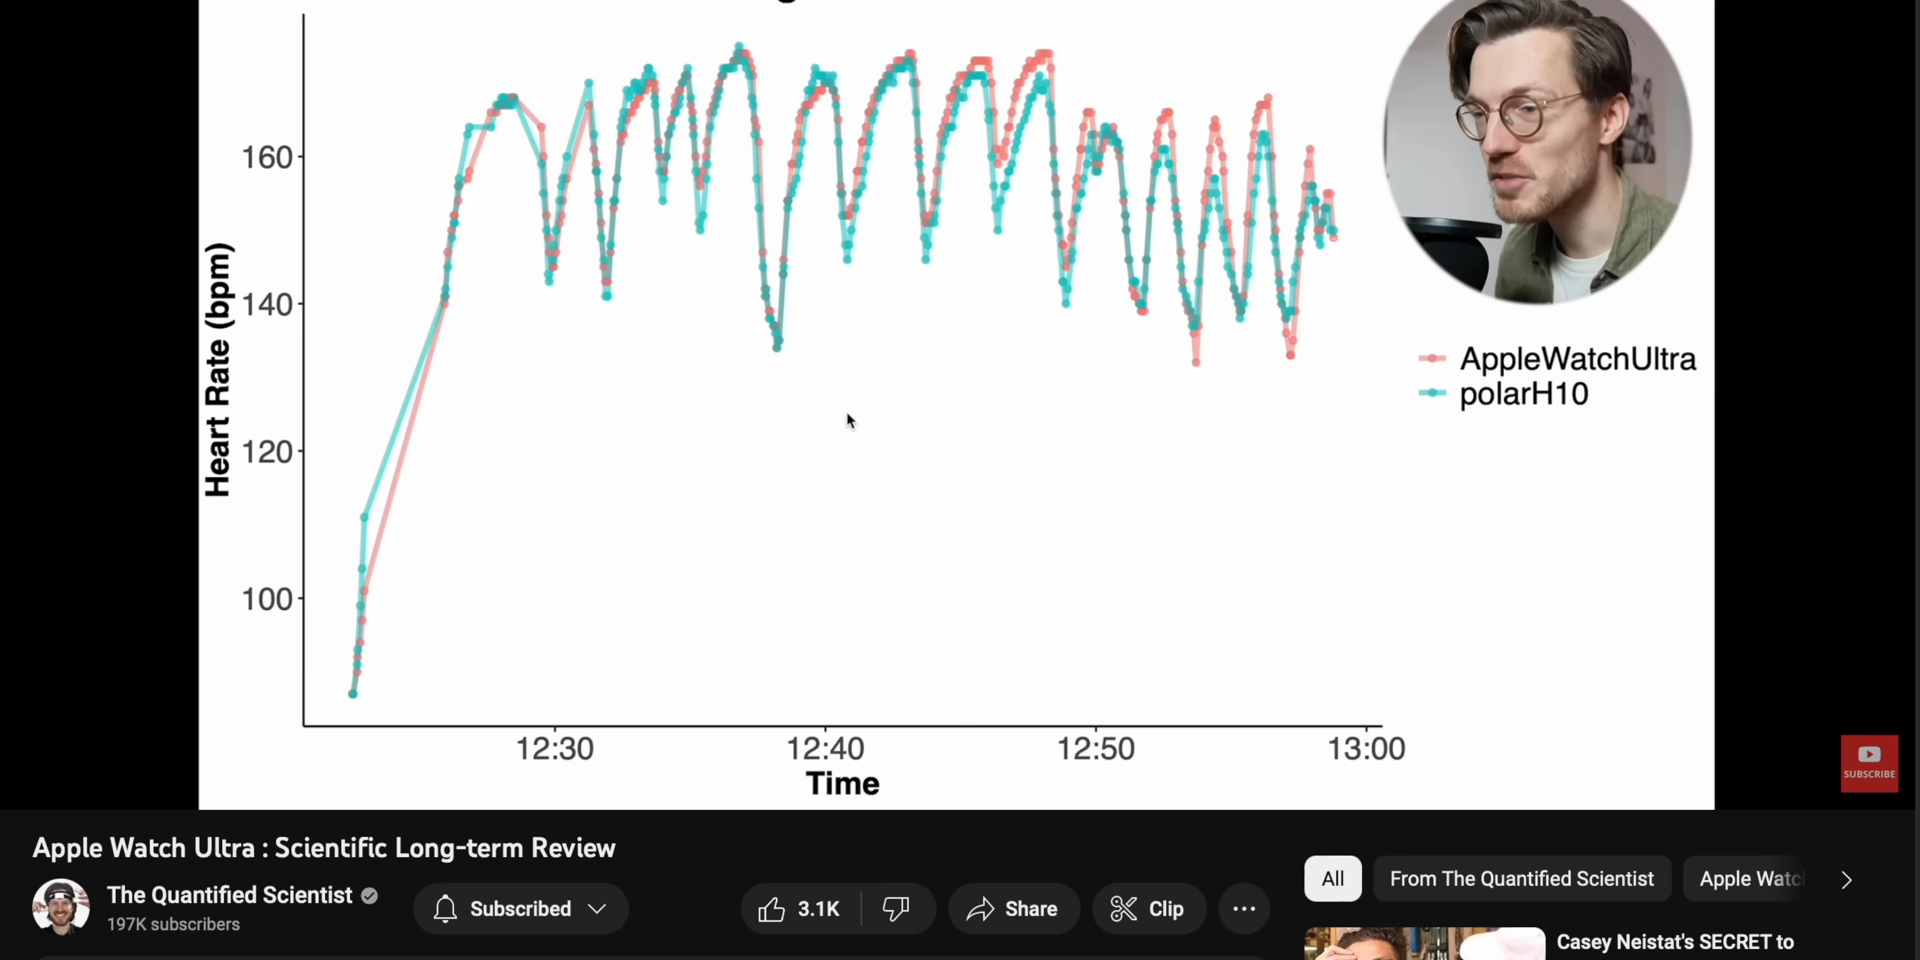 160
140
120
100
Heart Rate (bpm)
12:30
12:40
12:50
13:00
Time
AppleWatchUltra
polarH10
SUBSCRIBE
Apple Watch Ultra : Scientific Long-term Review
The Quantified Scientist
197K subscribers
Subscribed
3.1K
Share
Clip
All
From The Quantified Scientist
Apple Watc
Casey Neistat's SECRET to